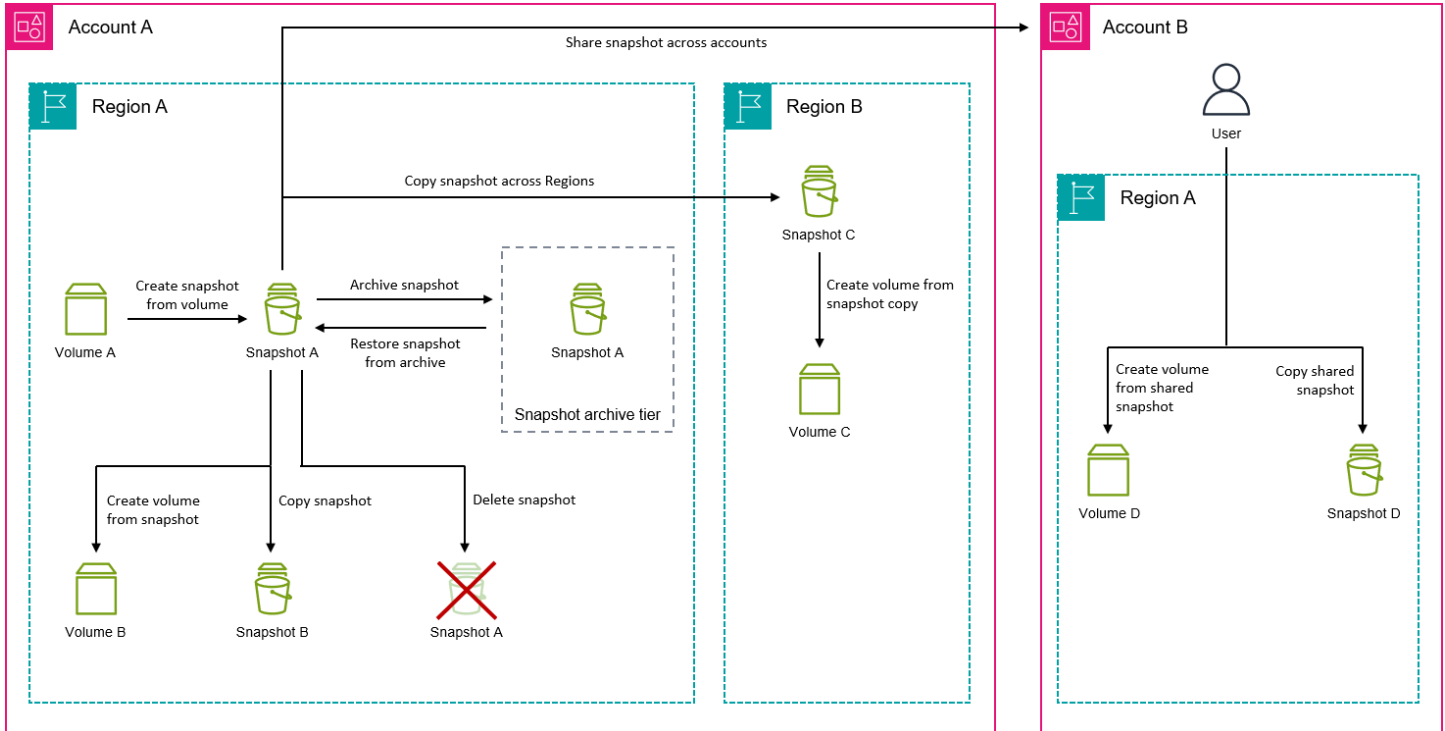 Account A
Share snapshot across accounts
Account B
Region A
Region B
User
Copy snapshot across Regions
Region A
Snapshot C
Create snapshot
from volume
Archive snapshot
Create volume from
snapshot copy
Volume A
Snapshot A
Restore snapshot
from archive
Snapshot A
Snapshot archive tier
Volume C
Create volume
from shared
snapshot
Copy shared
snapshot
Create volume
from snapshot
Copy snapshot
Delete snapshot
Volume D
Snapshot D
Volume B
Snapshot B
Snapshot A